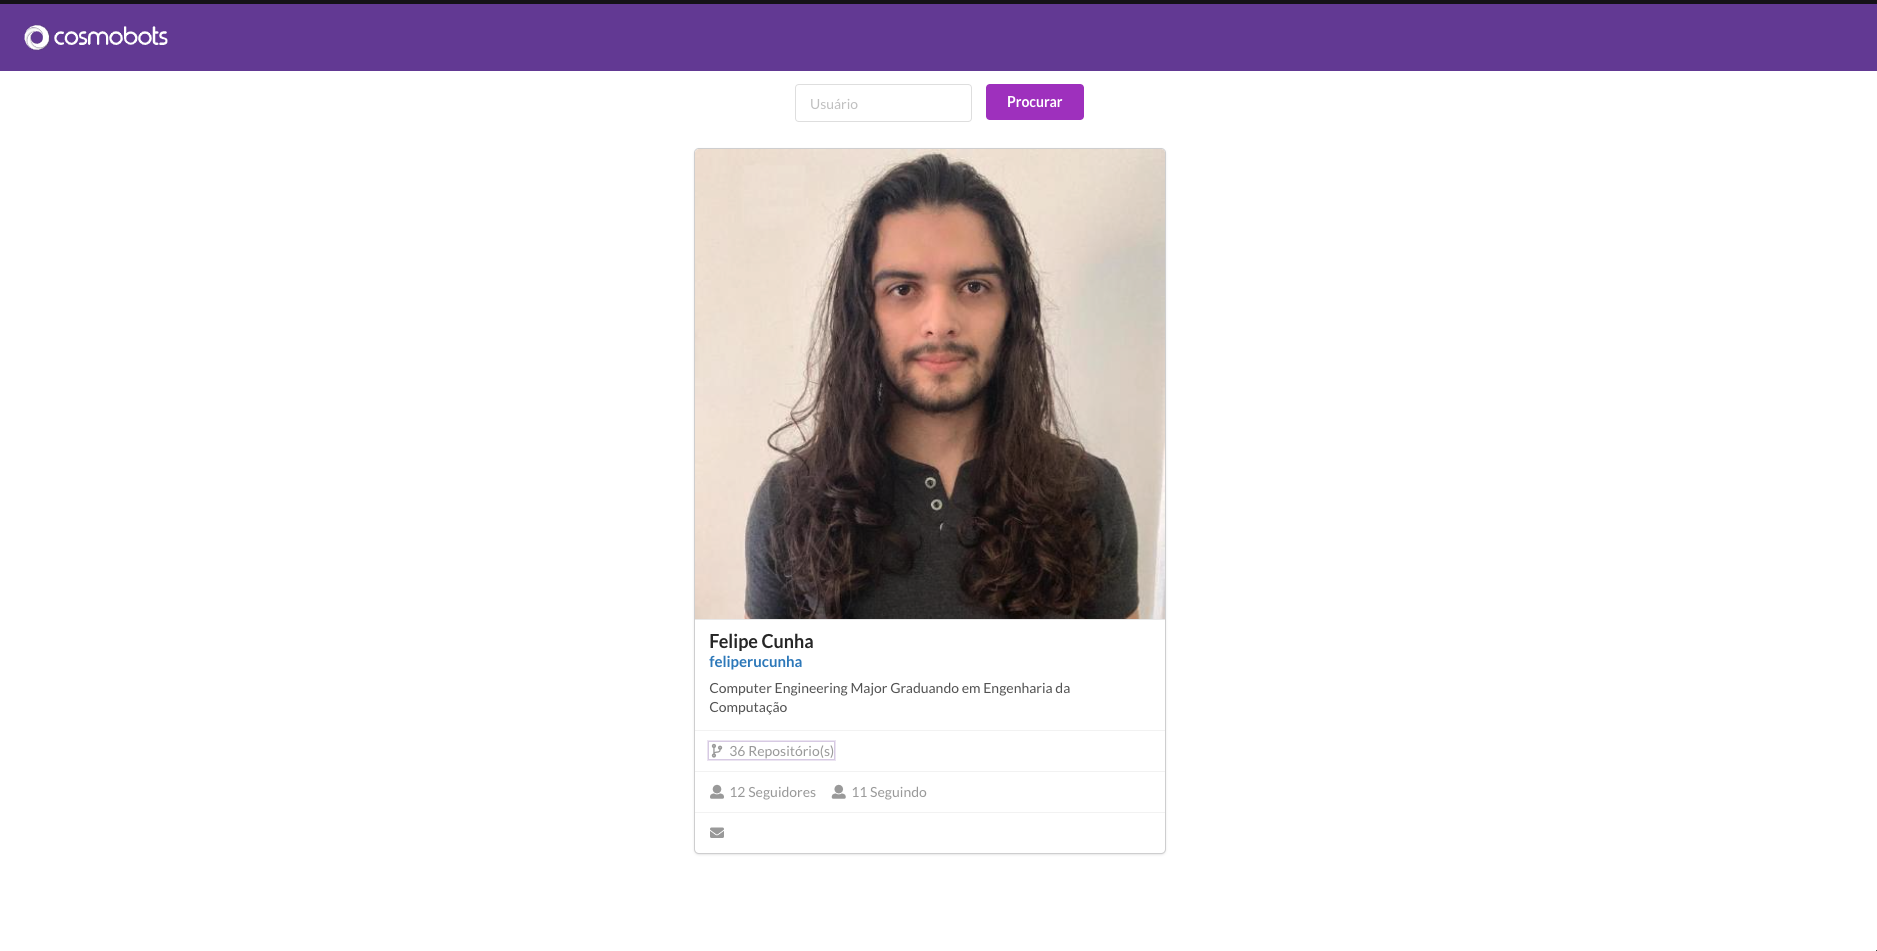 cosmobots
Usuário
Procurar
Felipe Cunha
feliperucunha
Computer Engineering Major Graduando em Engenharia da
Computação
36 Repositório(s)
12 Seguidores 11 Seguindo